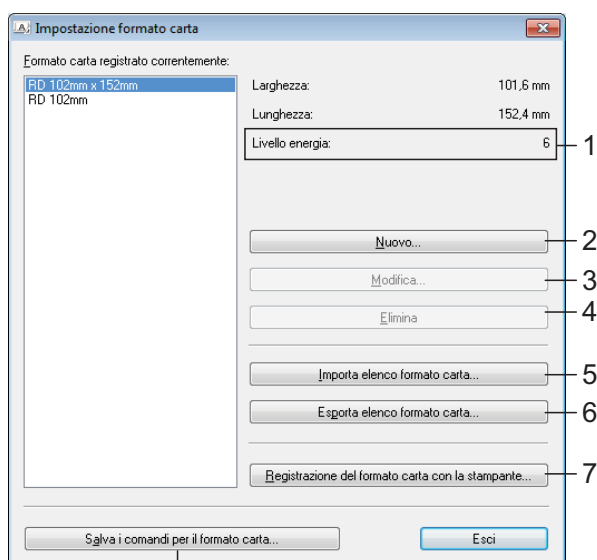 Impostazione formato carta
Formato carta registrato correntemente:
RD 102mm x 152mm
RD 102mm
Larghezza: 101,6 mm
Lunghezza: 152,4 mm
Livello energia: 6
1
Nuovo...
2
Modifica...
3
Elimina
4
Importa elenco formato carta...
5
Esporta elenco formato carta...
6
Registrazione del formato carta con la stampante...
7
Salva i comandi per il formato carta...
Esci